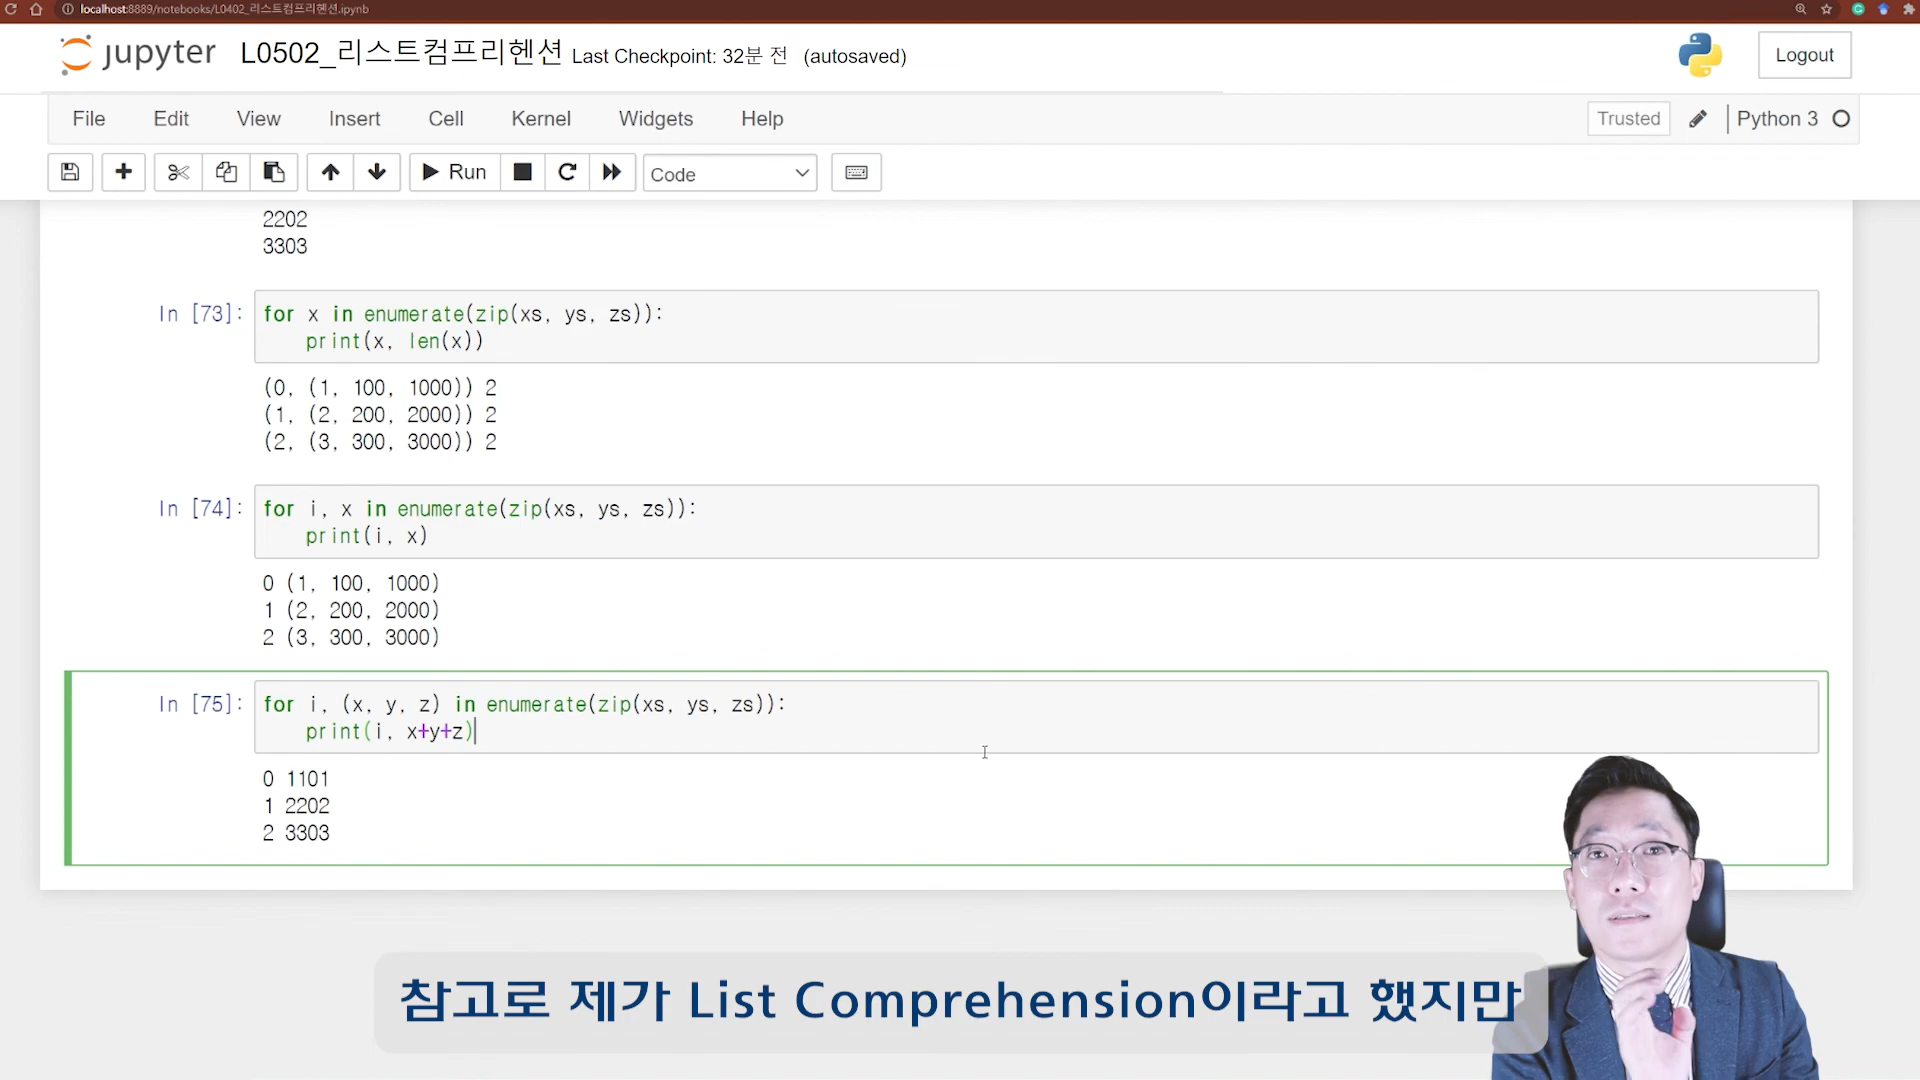 localhost:8889/notebooks/L0402_리스트컴프리헨션.ipynb
jupyter L0502_리스트컴프리헨션 Last Checkpoint: 32분 전 (autosaved)
Logout
File Edit View Insert Cell Kernel Widgets Help
Trusted Python 3
Run Code
2202
3303
In [73]: for x in enumerate(zip(xs, ys, zs)):
print(x, len(x))
(0, (1, 100, 1000)) 2
(1, (2, 200, 2000)) 2
(2, (3, 300, 3000)) 2
In [74]: for i, x in enumerate(zip(xs, ys, zs)):
print(i, x)
0 (1, 100, 1000)
1 (2, 200, 2000)
2 (3, 300, 3000)
In [75]: for i, (x, y, z) in enumerate(zip(xs, ys, zs)):
print(i, x+y+z)
0 1101
1 2202
2 3303
참고로 제가 List Comprehension이라고 했지만